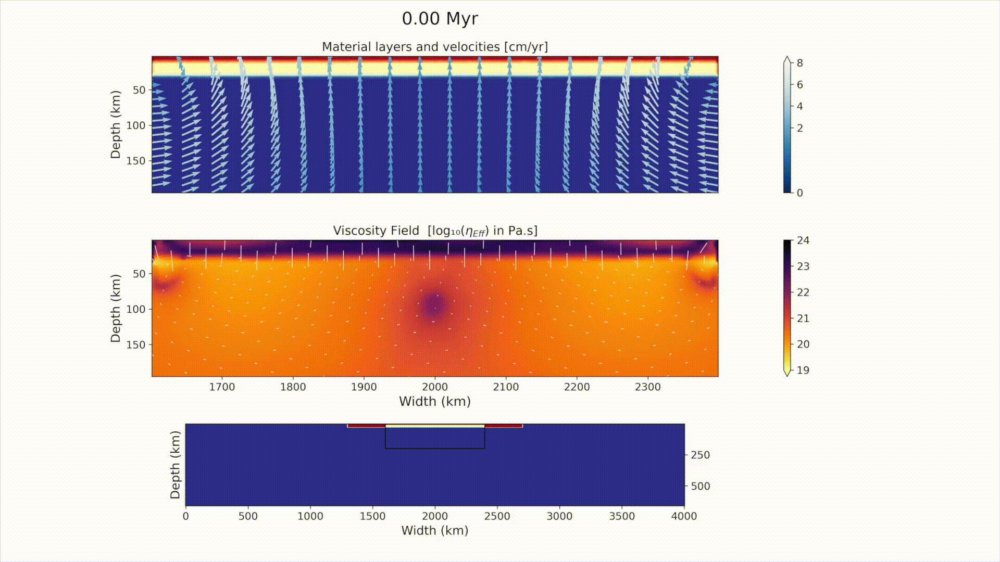 0.00 Myr
Material layers and velocities [cm/yr]
Depth (km)
50
100
150
8
6
4
2
0
Viscosity Field [log₁₀(η_Eff) in Pa.s]
Depth (km)
50
100
150
1700 1800 1900 2000 2100 2200 2300
Width (km)
24
23
22
21
20
19
Depth (km)
250
500
0 500 1000 1500 2000 2500 3000 3500 4000
Width (km)